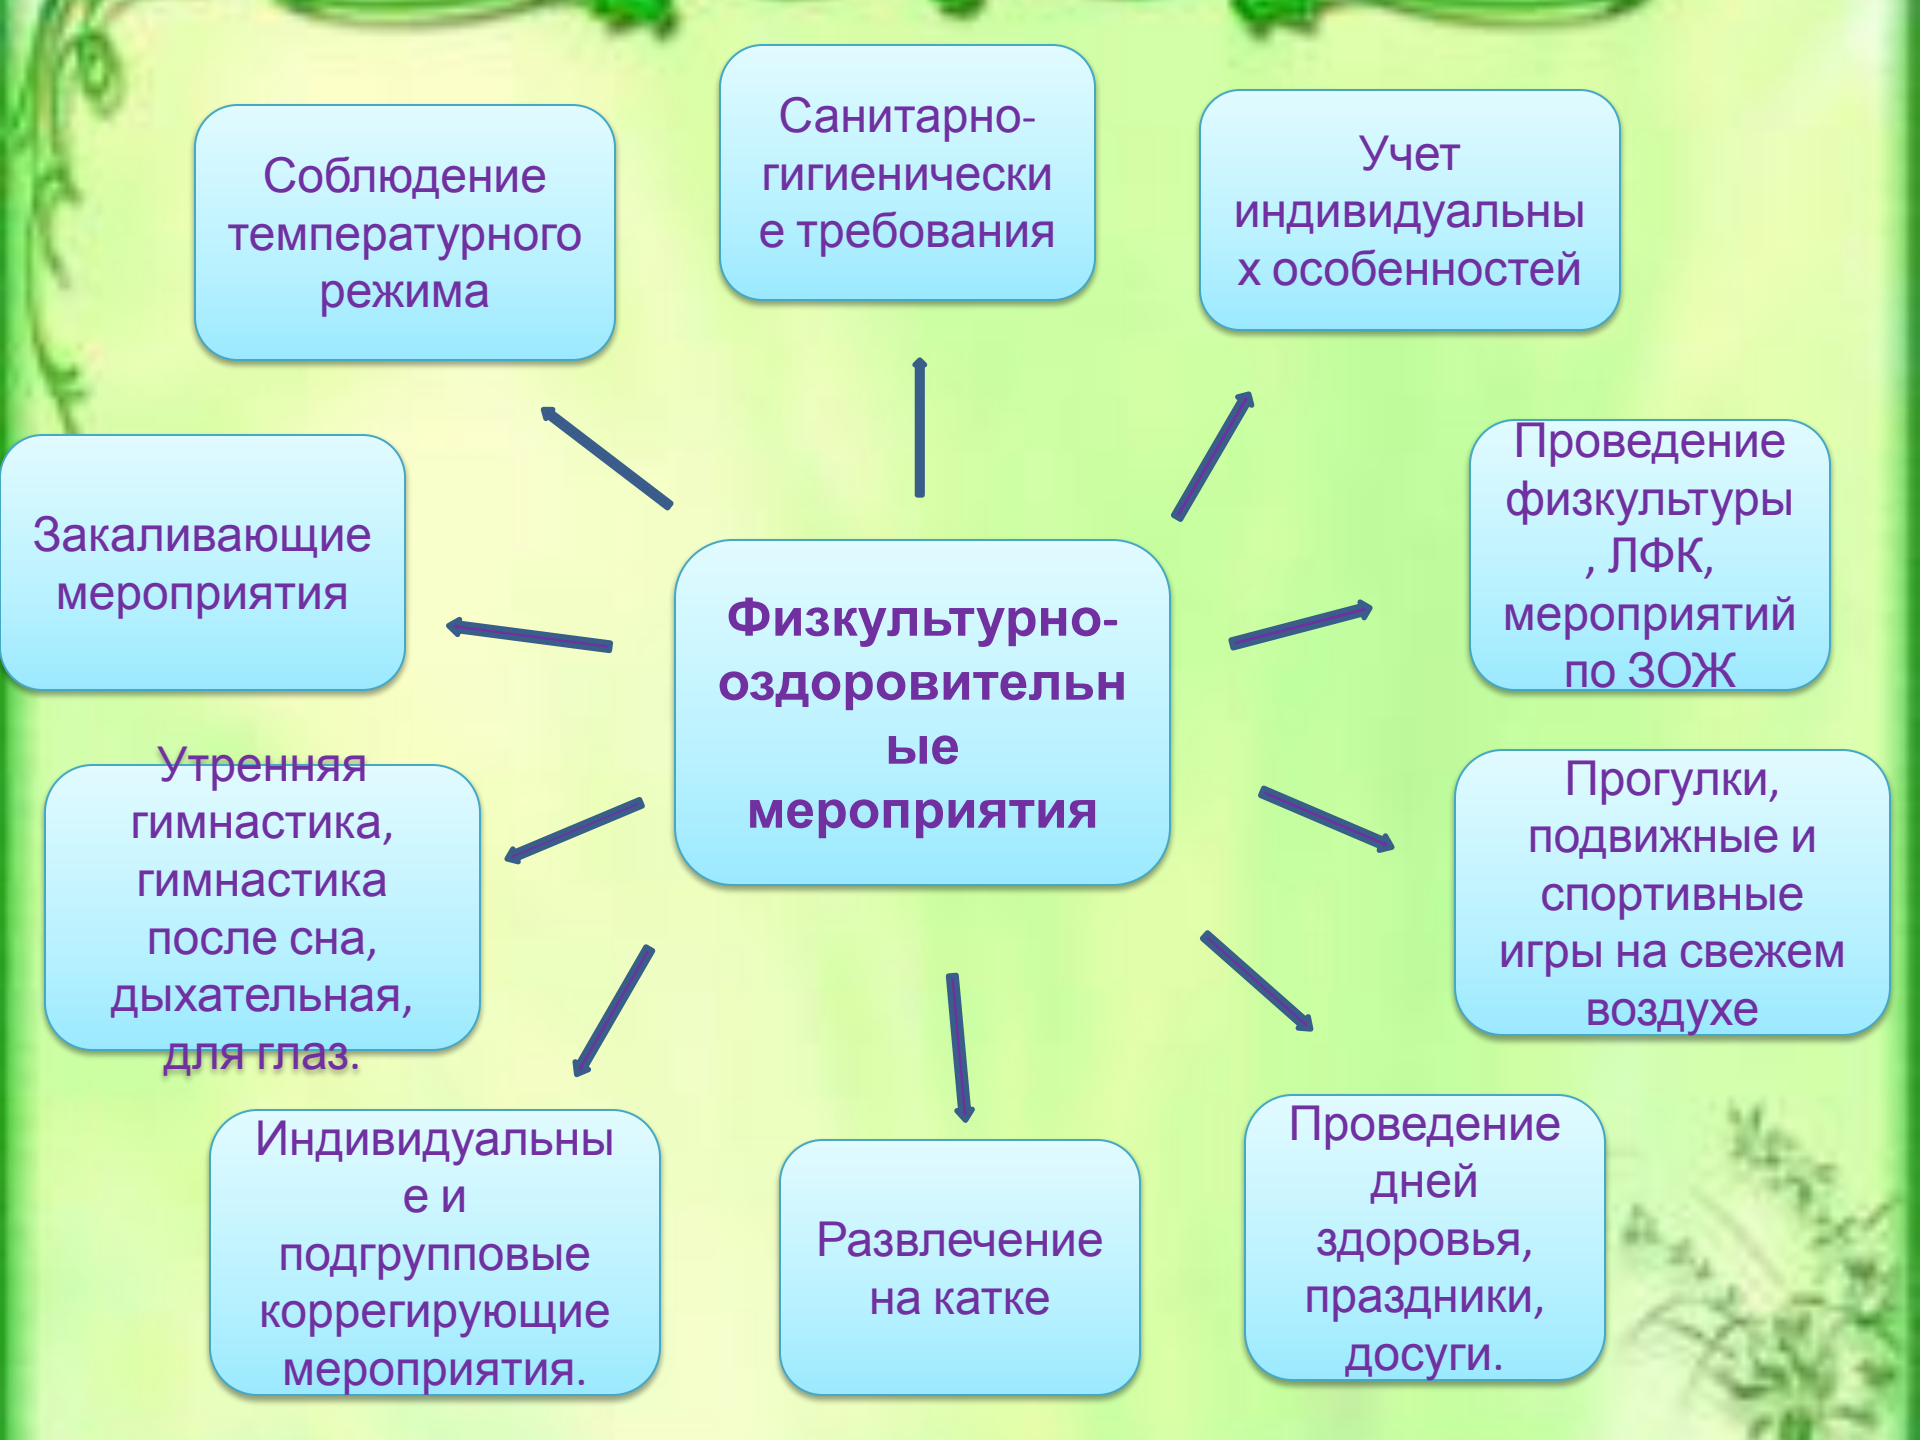 Санитарно-
гигиенически
е требования
Соблюдение
температурного
режима
Учет
индивидуальны
х особенностей
Закаливающие
мероприятия
Проведение
физкультуры
, ЛФК,
мероприятий
по ЗОЖ
Физкультурно-
оздоровительн
ые
мероприятия
Утренняя
гимнастика,
гимнастика
после сна,
дыхательная,
для глаз.
Прогулки,
подвижные и
спортивные
игры на свежем
воздухе
Индивидуальны
е и
подгрупповые
коррегирующие
мероприятия.
Развлечение
на катке
Проведение
дней
здоровья,
праздники,
досуги.